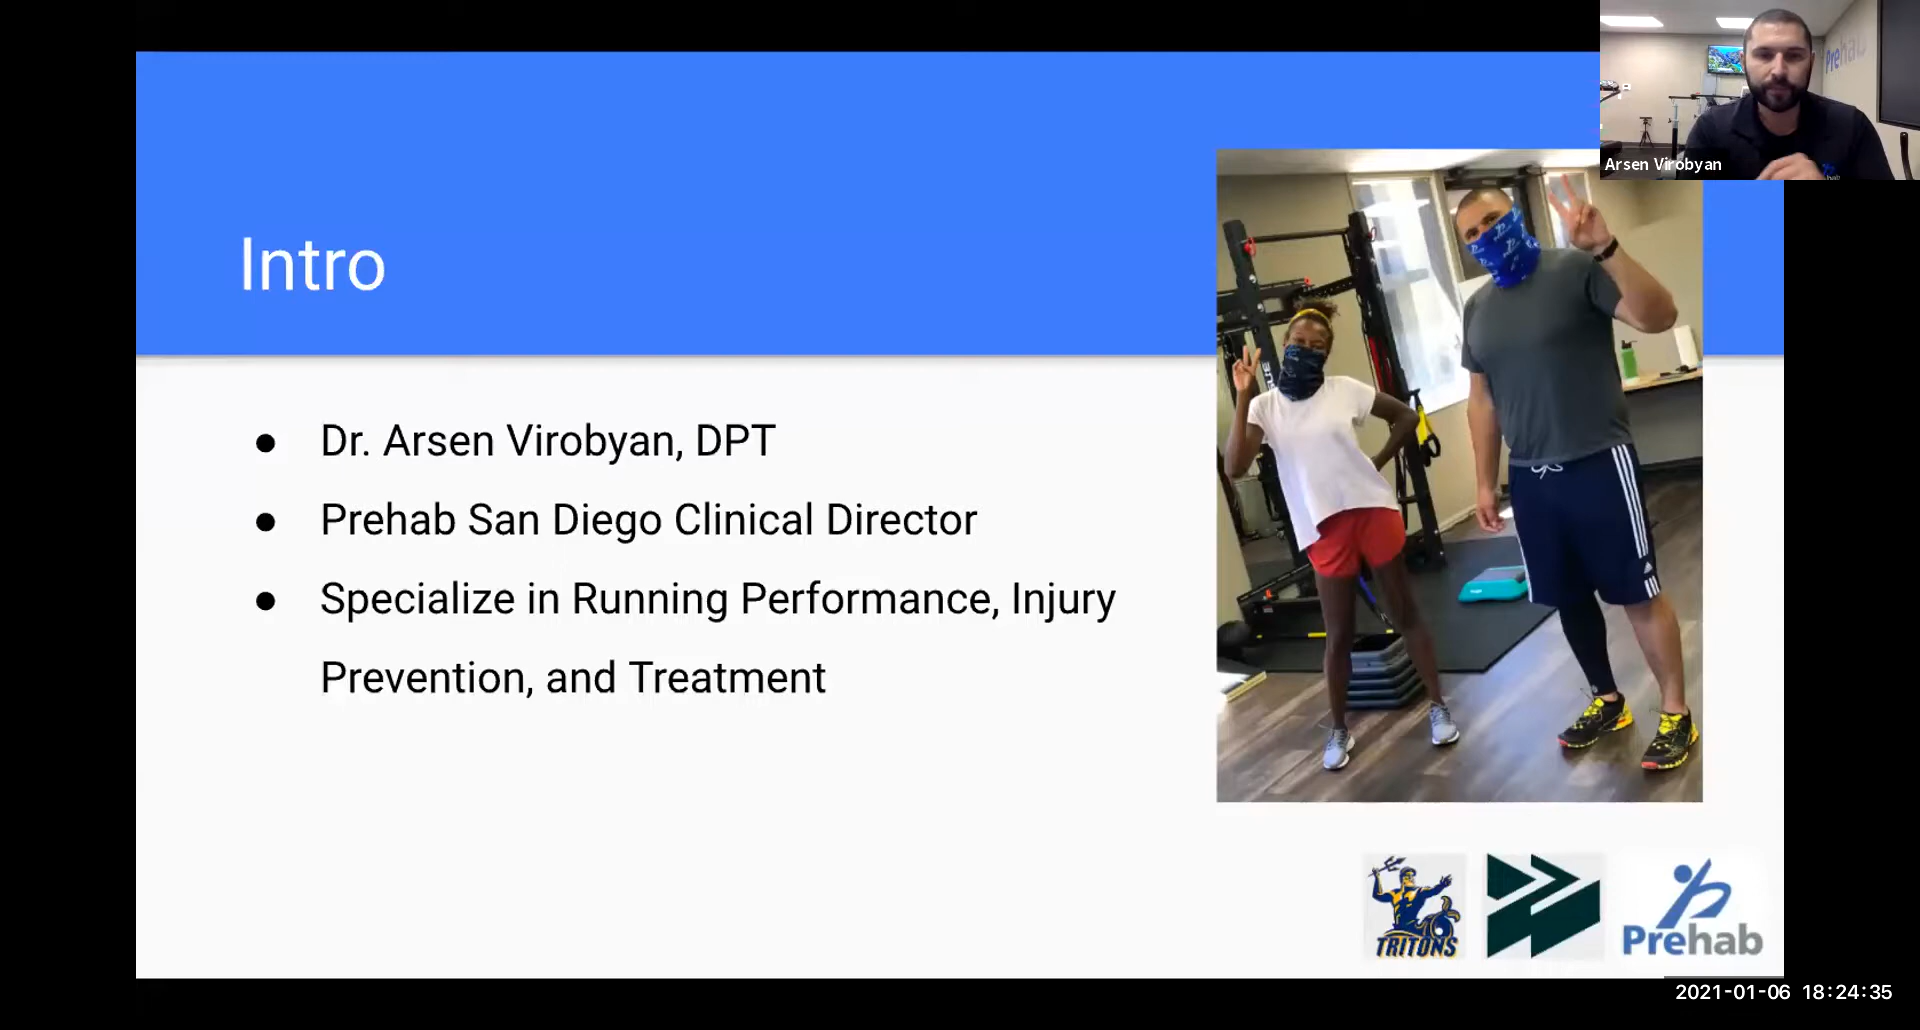 Prehab
Arsen Virobyan
Intro
● Dr. Arsen Virobyan, DPT
● Prehab San Diego Clinical Director
● Specialize in Running Performance, Injury
Prevention, and Treatment
TRITONS
Prehab
2021-01-06 18:24:35